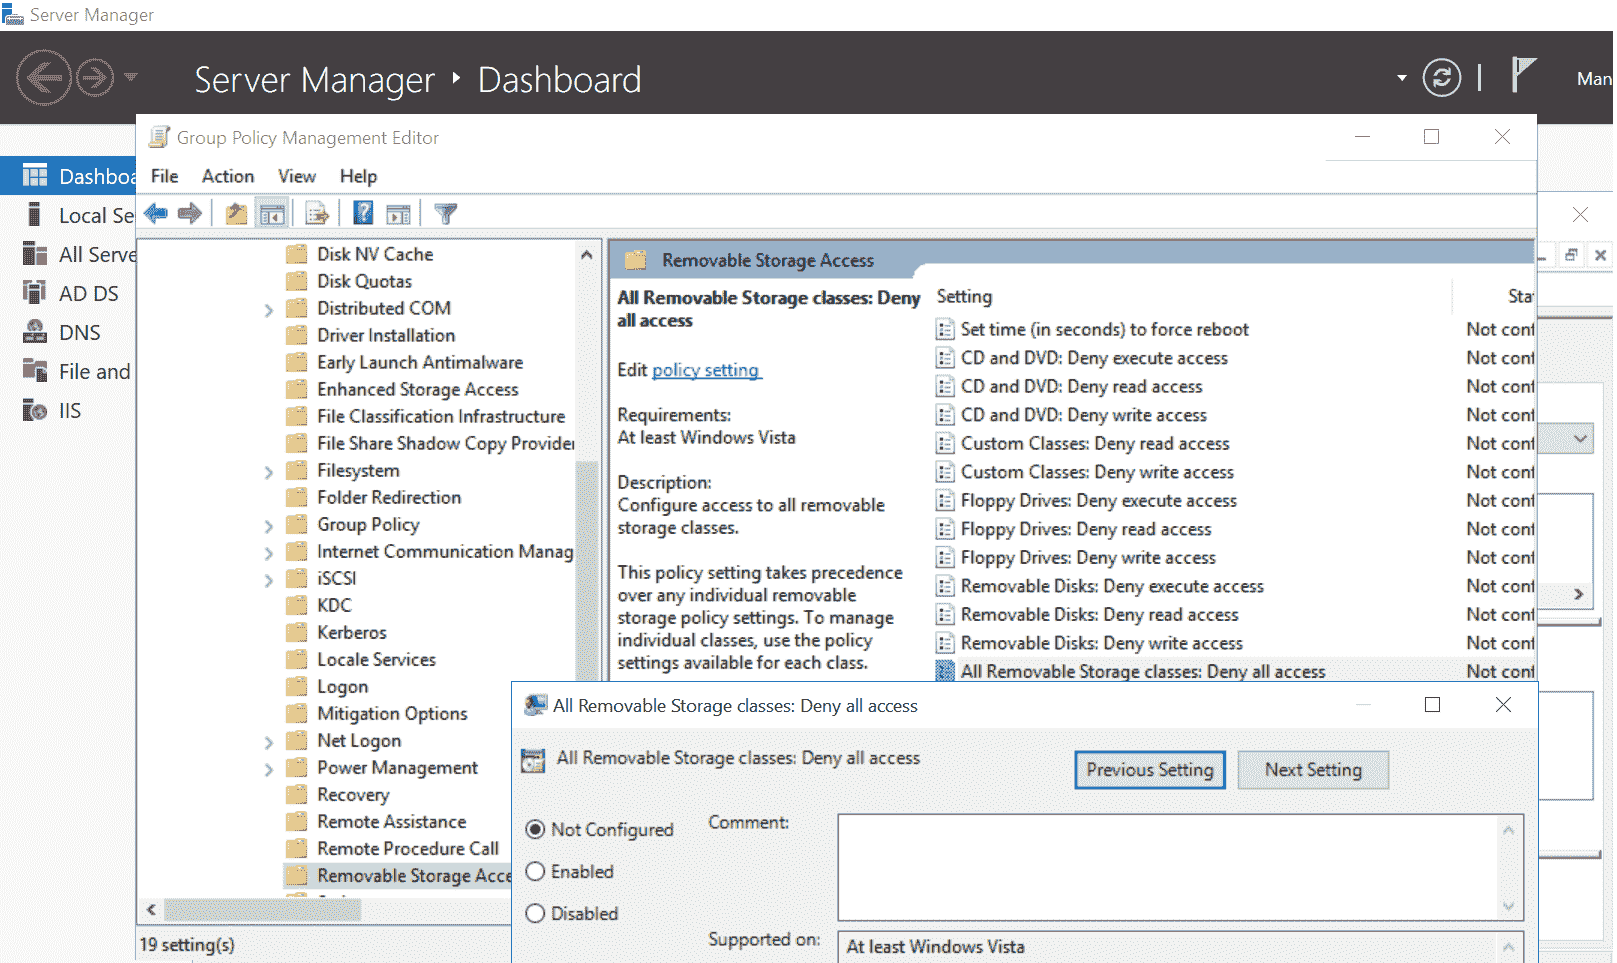 Server Manager
Server Manager ‣ Dashboard
Man
Group Policy Management Editor
File Action View Help
Dashboa
Local Se
All Serve
AD DS
DNS
File and
IIS
Disk NV Cache
Disk Quotas
Distributed COM
Driver Installation
Early Launch Antimalware
Enhanced Storage Access
File Classification Infrastructure
File Share Shadow Copy Provider
Filesystem
Folder Redirection
Group Policy
Internet Communication Manag
iSCSI
KDC
Kerberos
Locale Services
Logon
Mitigation Options
Net Logon
Power Management
Recovery
Remote Assistance
Remote Procedure Call
Removable Storage Acce
19 setting(s)
Removable Storage Access
All Removable Storage classes: Deny
all access
Edit policy setting
Requirements:
At least Windows Vista
Description:
Configure access to all removable
storage classes.
This policy setting takes precedence
over any individual removable
storage policy settings. To manage
individual classes, use the policy
settings available for each class.
Setting Sta
Set time (in seconds) to force reboot Not conf
CD and DVD: Deny execute access Not conf
CD and DVD: Deny read access Not conf
CD and DVD: Deny write access Not conf
Custom Classes: Deny read access Not conf
Custom Classes: Deny write access Not conf
Floppy Drives: Deny execute access Not conf
Floppy Drives: Deny read access Not conf
Floppy Drives: Deny write access Not conf
Removable Disks: Deny execute access Not conf
Removable Disks: Deny read access Not conf
Removable Disks: Deny write access Not conf
All Removable Storage classes: Deny all access Not conf
All Removable Storage classes: Deny all access
All Removable Storage classes: Deny all access
Previous Setting Next Setting
Not Configured
Enabled
Disabled
Comment:
Supported on: At least Windows Vista